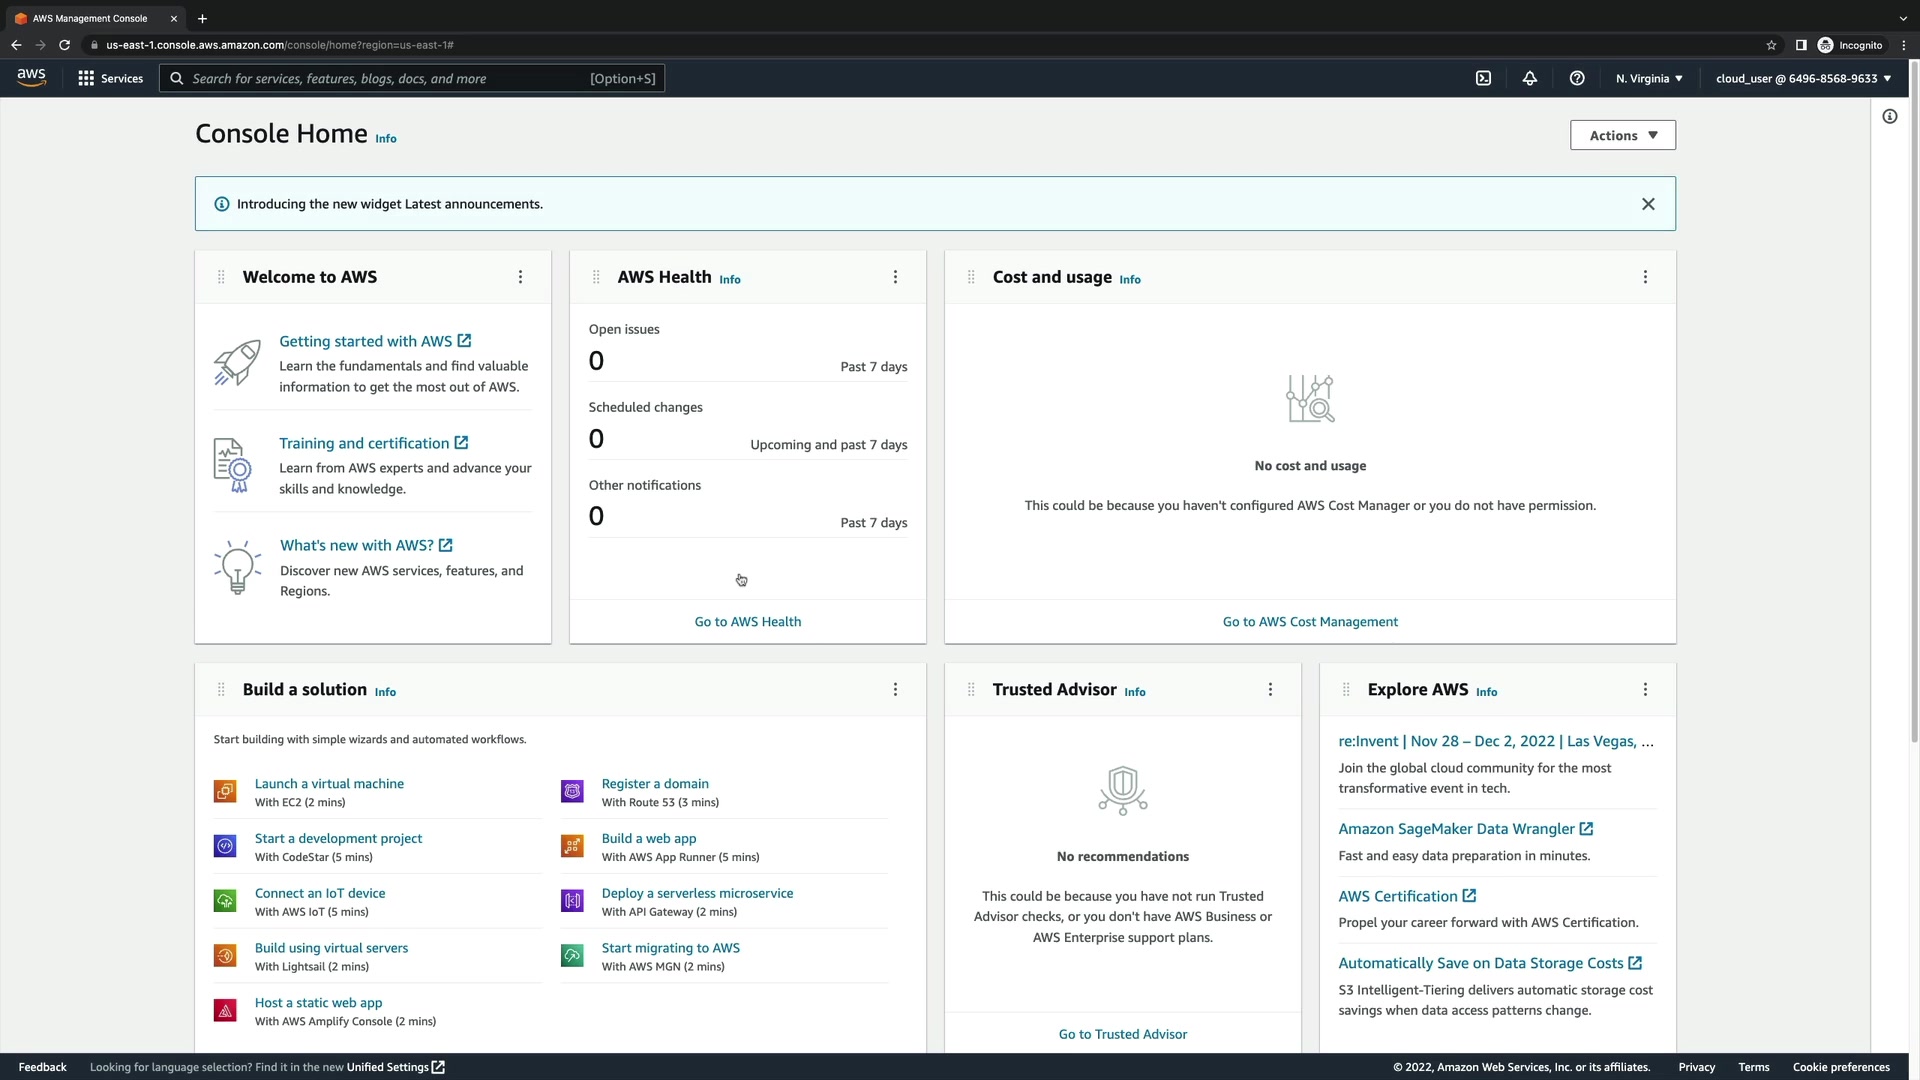 AWS Management Console
us-east-1.console.aws.amazon.com/console/home?region=us-east-1#
Incognito
aws
Services
Search for services, features, blogs, docs, and more
[Option+S]
N. Virginia
cloud_user @ 6496-8568-9633
Console Home Info
Actions
Introducing the new widget Latest announcements.
Welcome to AWS
Getting started with AWS
Learn the fundamentals and find valuable
information to get the most out of AWS.
Training and certification
Learn from AWS experts and advance your
skills and knowledge.
What's new with AWS?
Discover new AWS services, features, and
Regions.
AWS Health Info
Open issues
0
Past 7 days
Scheduled changes
0
Upcoming and past 7 days
Other notifications
0
Past 7 days
Go to AWS Health
Cost and usage Info
No cost and usage
This could be because you haven't configured AWS Cost Manager or you do not have permission.
Go to AWS Cost Management
Build a solution Info
Start building with simple wizards and automated workflows.
Launch a virtual machine
With EC2 (2 mins)
Start a development project
With CodeStar (5 mins)
Connect an IoT device
With AWS IoT (5 mins)
Build using virtual servers
With Lightsail (2 mins)
Host a static web app
With AWS Amplify Console (2 mins)
Register a domain
With Route 53 (3 mins)
Build a web app
With AWS App Runner (5 mins)
Deploy a serverless microservice
With API Gateway (2 mins)
Start migrating to AWS
With AWS MGN (2 mins)
Trusted Advisor Info
No recommendations
This could be because you have not run Trusted
Advisor checks, or you don't have AWS Business or
AWS Enterprise support plans.
Go to Trusted Advisor
Explore AWS Info
re:Invent | Nov 28 – Dec 2, 2022 | Las Vegas, ...
Join the global cloud community for the most
transformative event in tech.
Amazon SageMaker Data Wrangler
Fast and easy data preparation in minutes.
AWS Certification
Propel your career forward with AWS Certification.
Automatically Save on Data Storage Costs
S3 Intelligent-Tiering delivers automatic storage cost
savings when data access patterns change.
Feedback
Looking for language selection? Find it in the new Unified Settings
© 2022, Amazon Web Services, Inc. or its affiliates.
Privacy
Terms
Cookie preferences